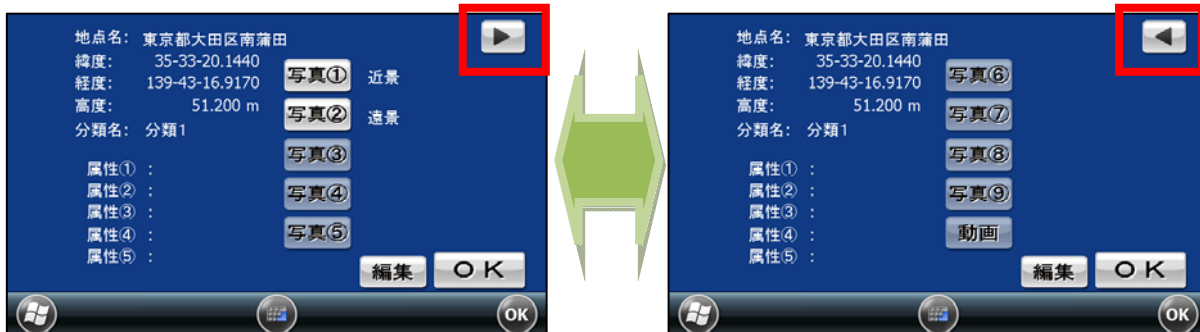 地点名: 東京都大田区南蒲田
緯度: 35-33-20.1440
経度: 139-43-16.9170
高度: 51.200 m
分類名: 分類1
写真① 近景
写真② 遠景
写真③
写真④
写真⑤
属性① :
属性② :
属性③ :
属性④ :
属性⑤ :
編集 ＯＫ
OK
地点名: 東京都大田区南蒲田
緯度: 35-33-20.1440
経度: 139-43-16.9170
高度: 51.200 m
分類名: 分類1
写真⑥
写真⑦
写真⑧
写真⑨
動画
属性① :
属性② :
属性③ :
属性④ :
属性⑤ :
編集 ＯＫ
OK